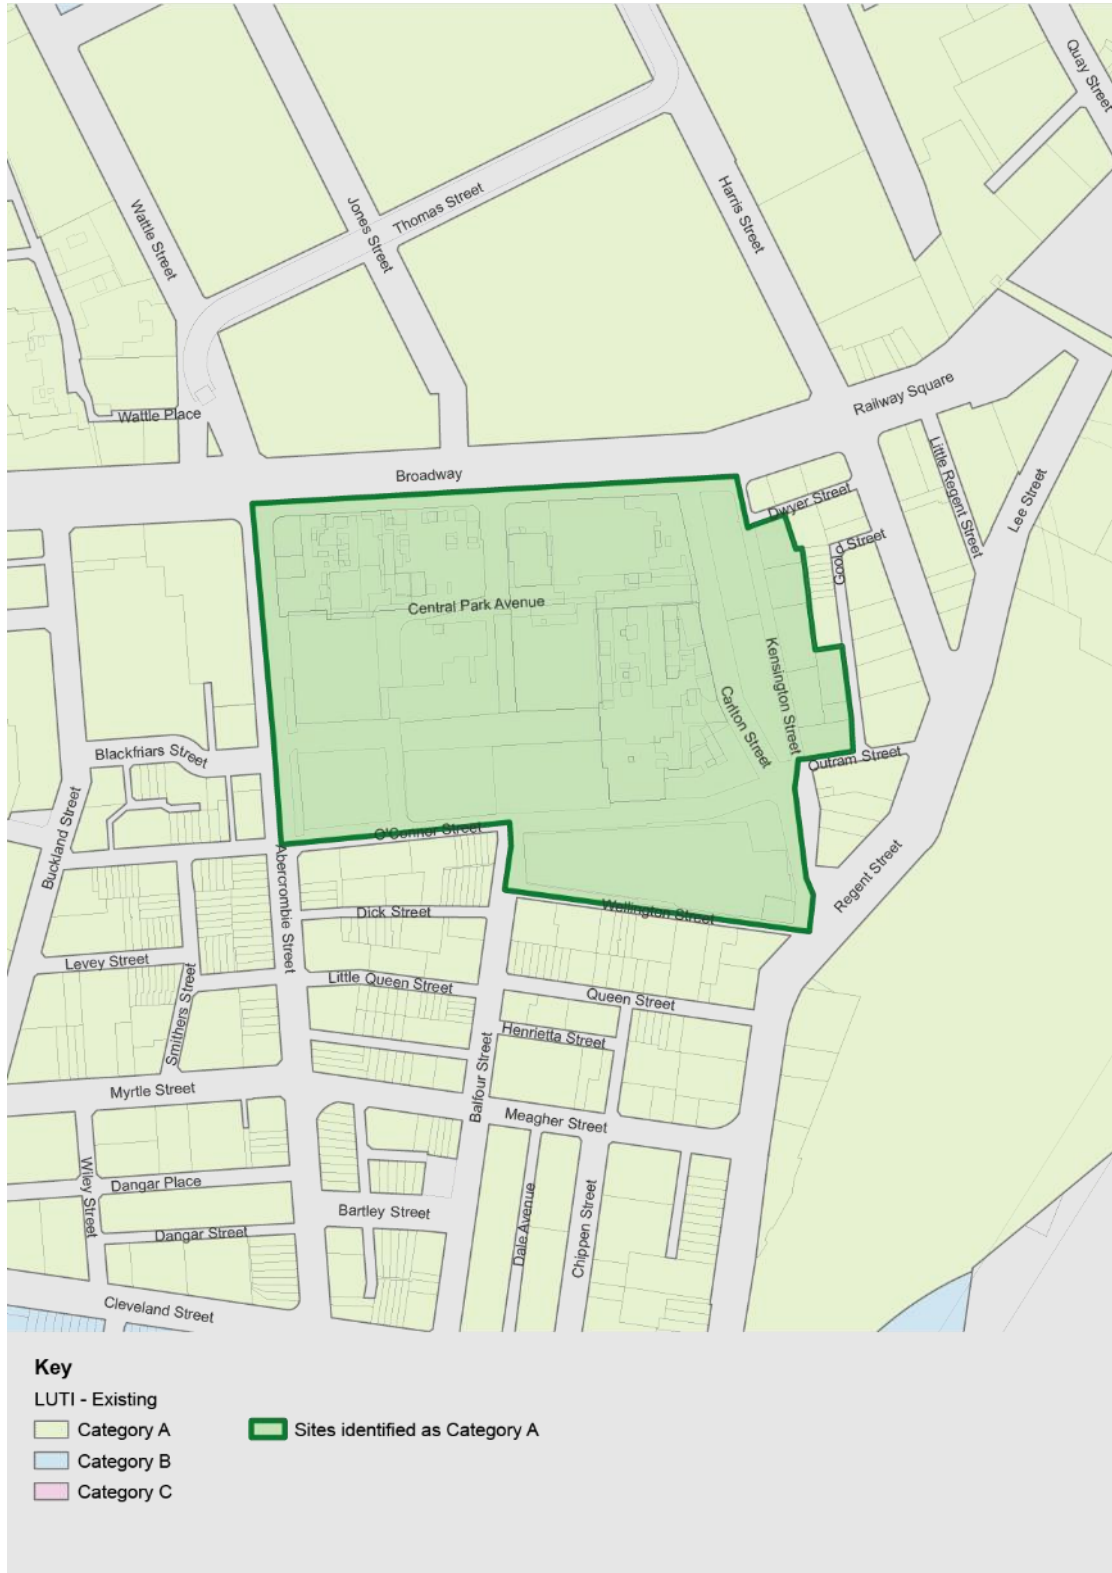 Quay Street
Wattle Street
Jones Street
Thomas Street
Harris Street
Wattle Place
Railway Square
Broadway
Little Regent Street
Lee Street
Dwyer Street
Goold Street
Central Park Avenue
Kensington Street
Carlton Street
Blackfriars Street
Outram Street
Buckland Street
O'Connor Street
Abercrombie Street
Regent Street
Dick Street
Wellington Street
Levey Street
Smithers Street
Little Queen Street
Queen Street
Henrietta Street
Balfour Street
Myrtle Street
Meagher Street
Wiley Street
Dangar Place
Bartley Street
Dale Avenue
Chippen Street
Dangar Street
Cleveland Street
Key
LUTI - Existing
Category A
Sites identified as Category A
Category B
Category C